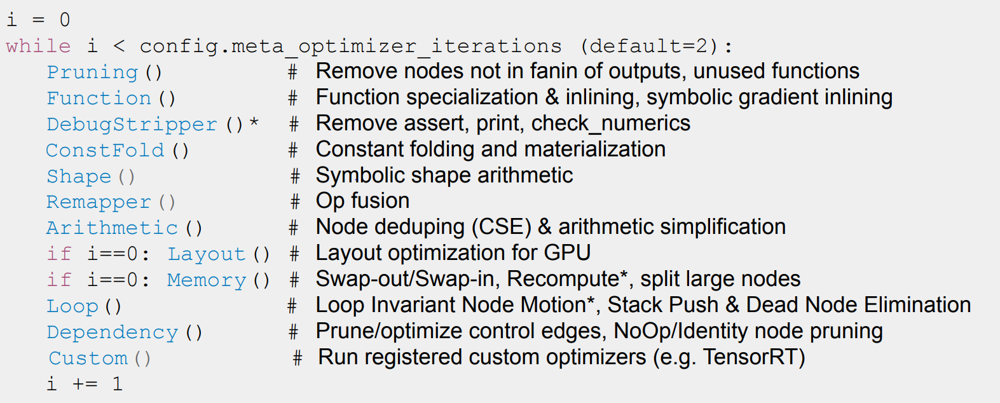 i = 0
while i < config.meta_optimizer_iterations (default=2):
Pruning() # Remove nodes not in fanin of outputs, unused functions
Function() # Function specialization & inlining, symbolic gradient inlining
DebugStripper()* # Remove assert, print, check_numerics
ConstFold() # Constant folding and materialization
Shape() # Symbolic shape arithmetic
Remapper() # Op fusion
Arithmetic() # Node deduping (CSE) & arithmetic simplification
if i==0: Layout() # Layout optimization for GPU
if i==0: Memory() # Swap-out/Swap-in, Recompute*, split large nodes
Loop() # Loop Invariant Node Motion*, Stack Push & Dead Node Elimination
Dependency() # Prune/optimize control edges, NoOp/Identity node pruning
Custom() # Run registered custom optimizers (e.g. TensorRT)
i += 1